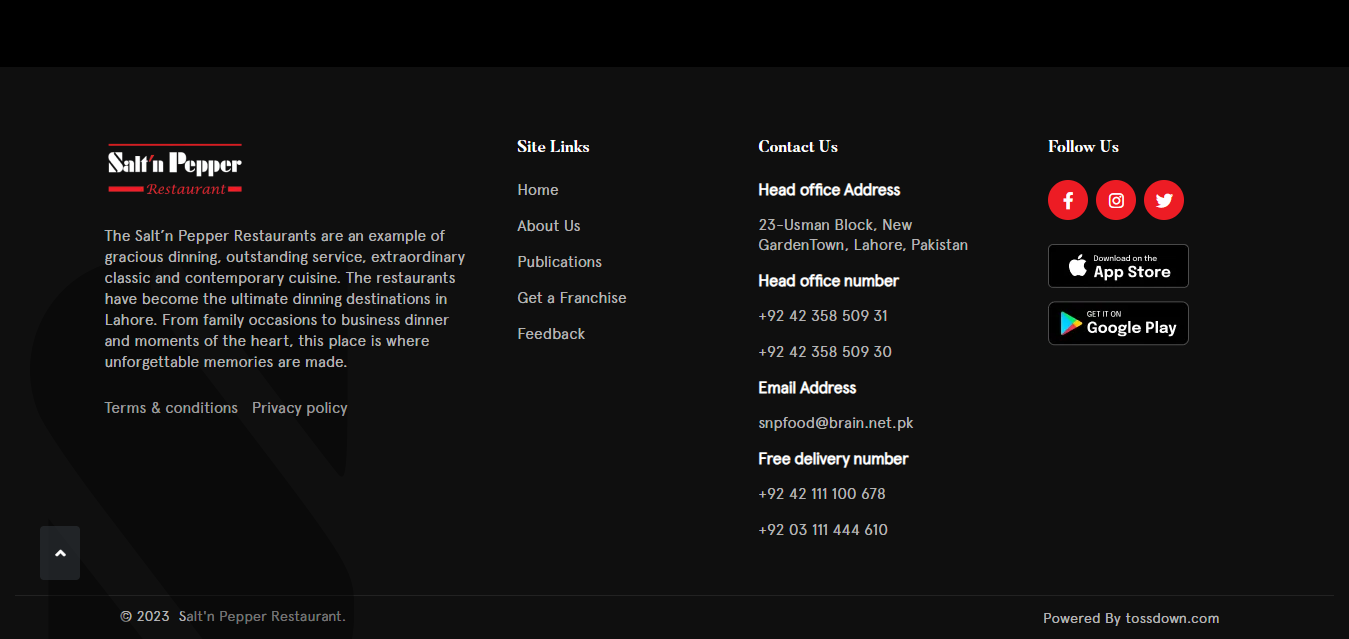 Salt'n Pepper
Restaurant
The Salt’n Pepper Restaurants are an example of
gracious dinning, outstanding service, extraordinary
classic and contemporary cuisine. The restaurants
have become the ultimate dinning destinations in
Lahore. From family occasions to business dinner
and moments of the heart, this place is where
unforgettable memories are made.
Terms & conditions Privacy policy
Site Links
Home
About Us
Publications
Get a Franchise
Feedback
Contact Us
Head office Address
23-Usman Block, New
GardenTown, Lahore, Pakistan
Head office number
+92 42 358 509 31
+92 42 358 509 30
Email Address
snpfood@brain.net.pk
Free delivery number
+92 42 111 100 678
+92 03 111 444 610
Follow Us
Download on the
App Store
GET IT ON
Google Play
© 2023 Salt'n Pepper Restaurant.
Powered By tossdown.com